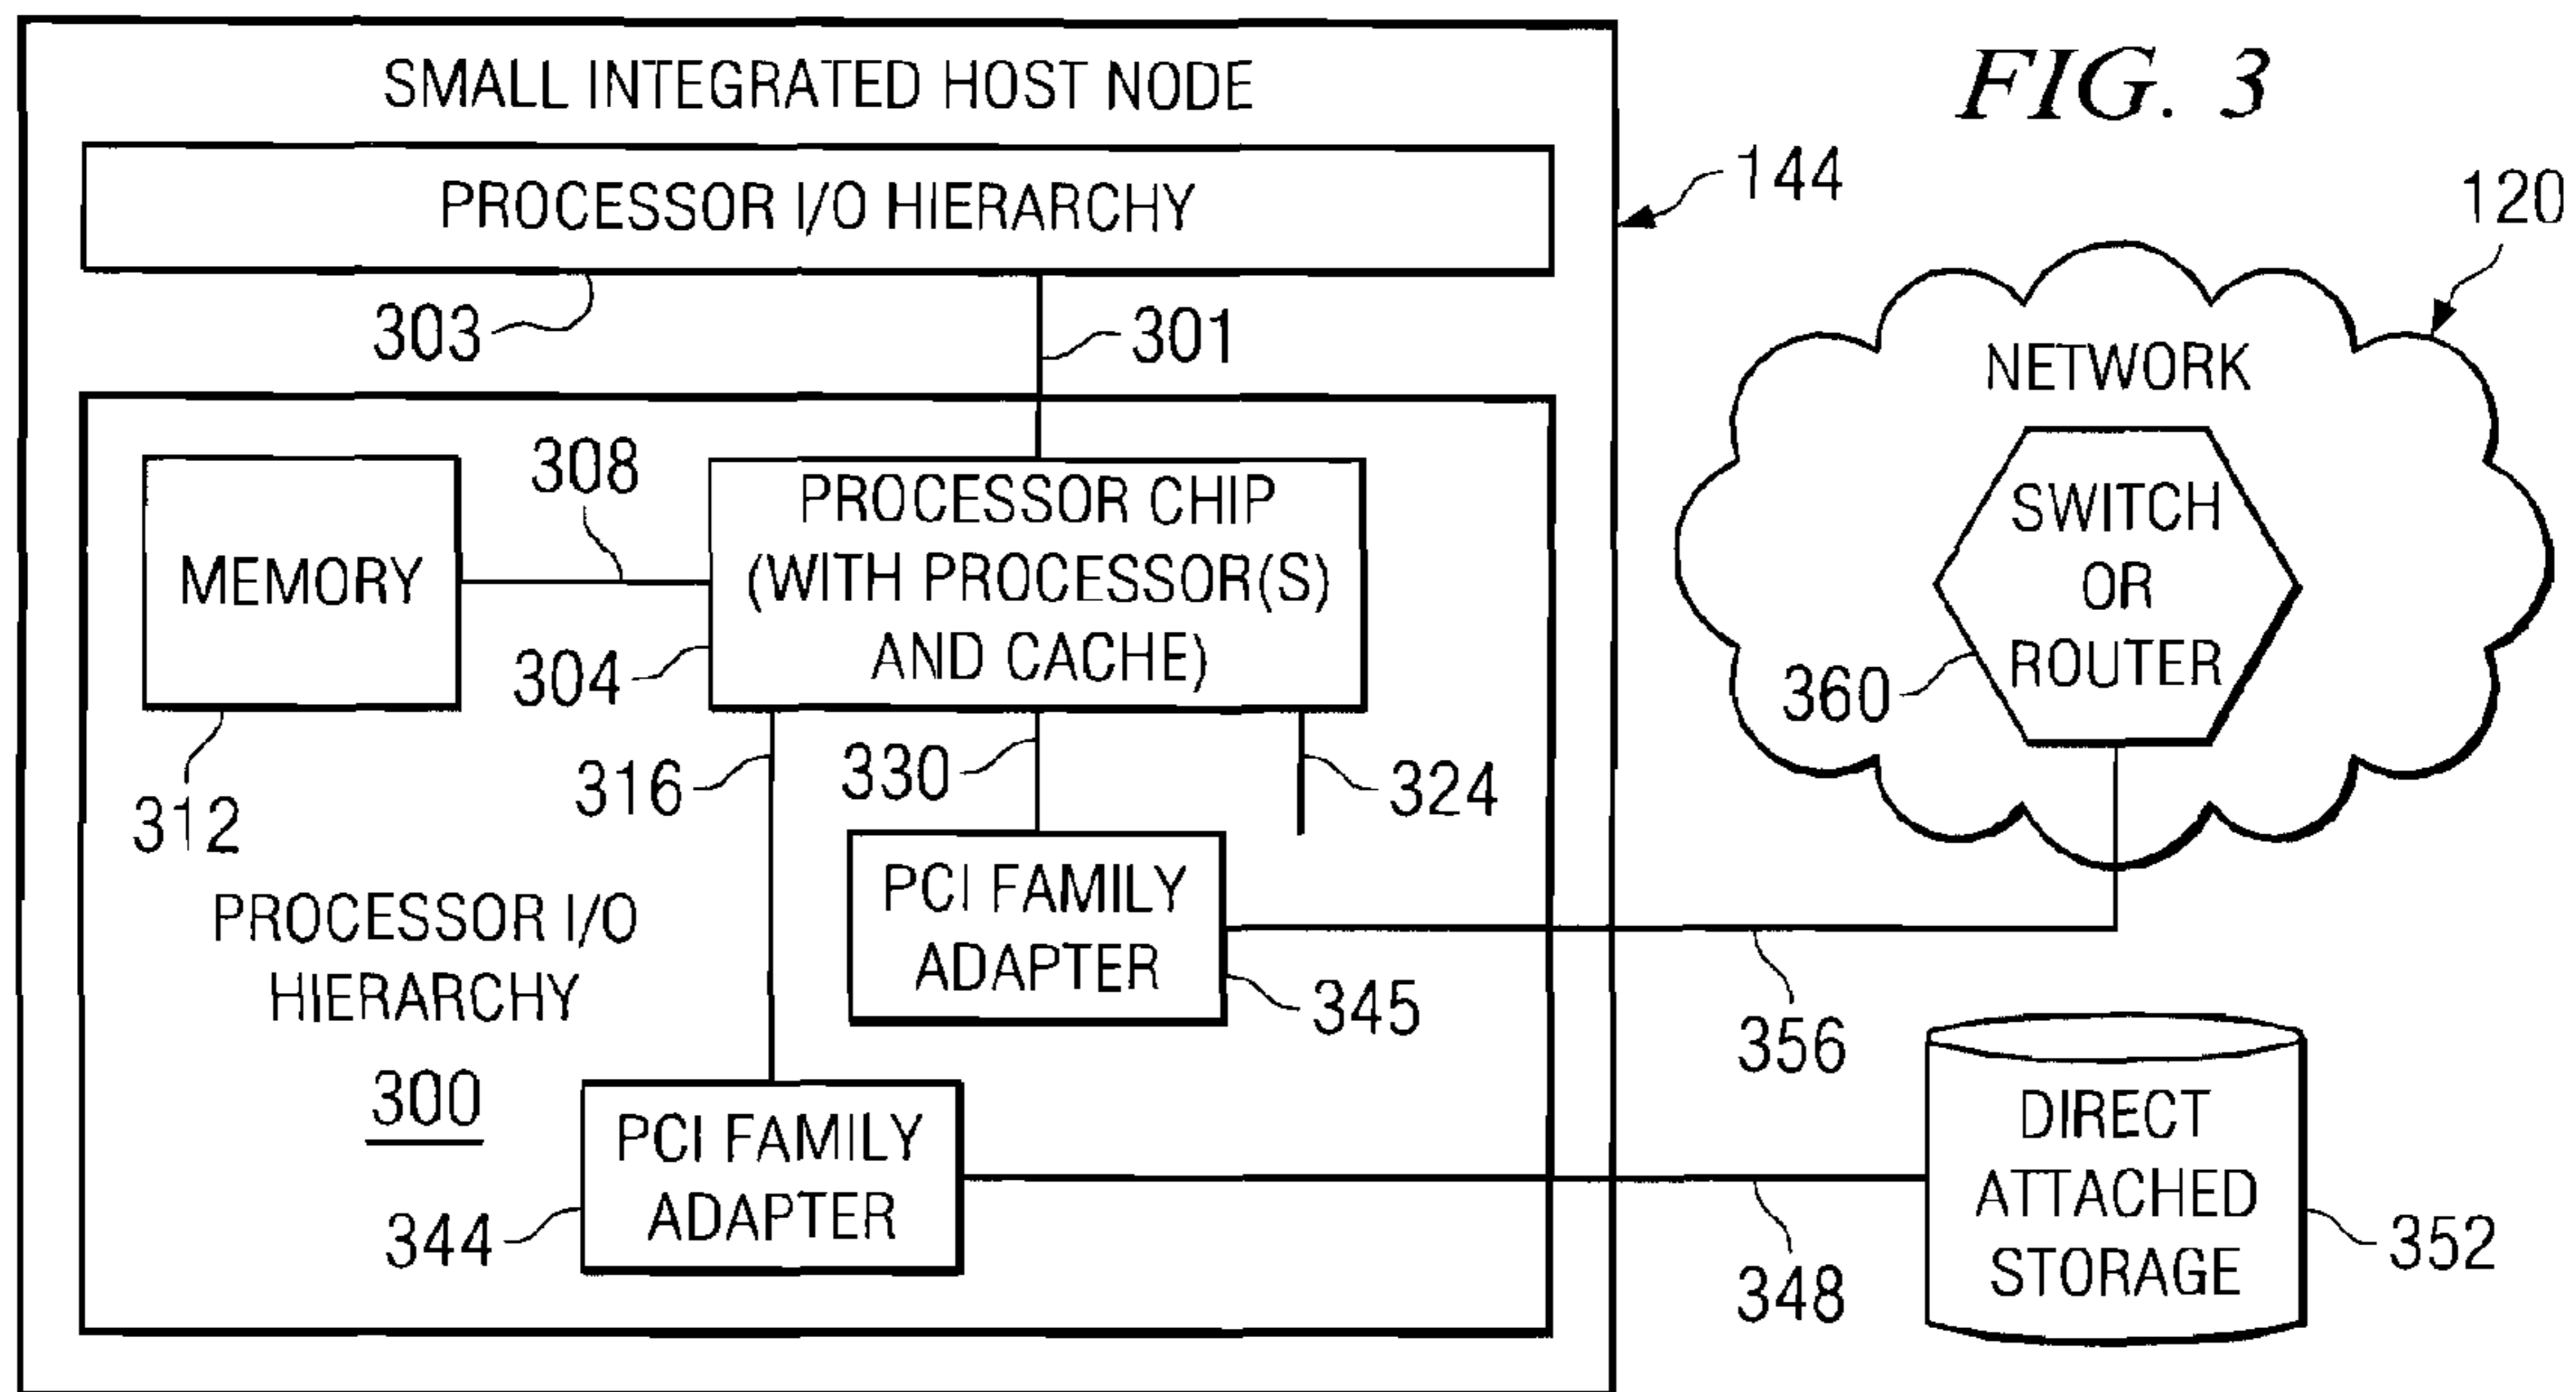 FIG. 3
SMALL INTEGRATED HOST NODE
PROCESSOR I/O HIERARCHY
144
120
303
301
NETWORK
SWITCH
OR
ROUTER
360
308
MEMORY
PROCESSOR CHIP
(WITH PROCESSOR(S)
AND CACHE)
304
312
316
330
324
PCI FAMILY
ADAPTER
345
356
PROCESSOR I/O
HIERARCHY
300
PCI FAMILY
ADAPTER
344
348
DIRECT
ATTACHED
STORAGE
352